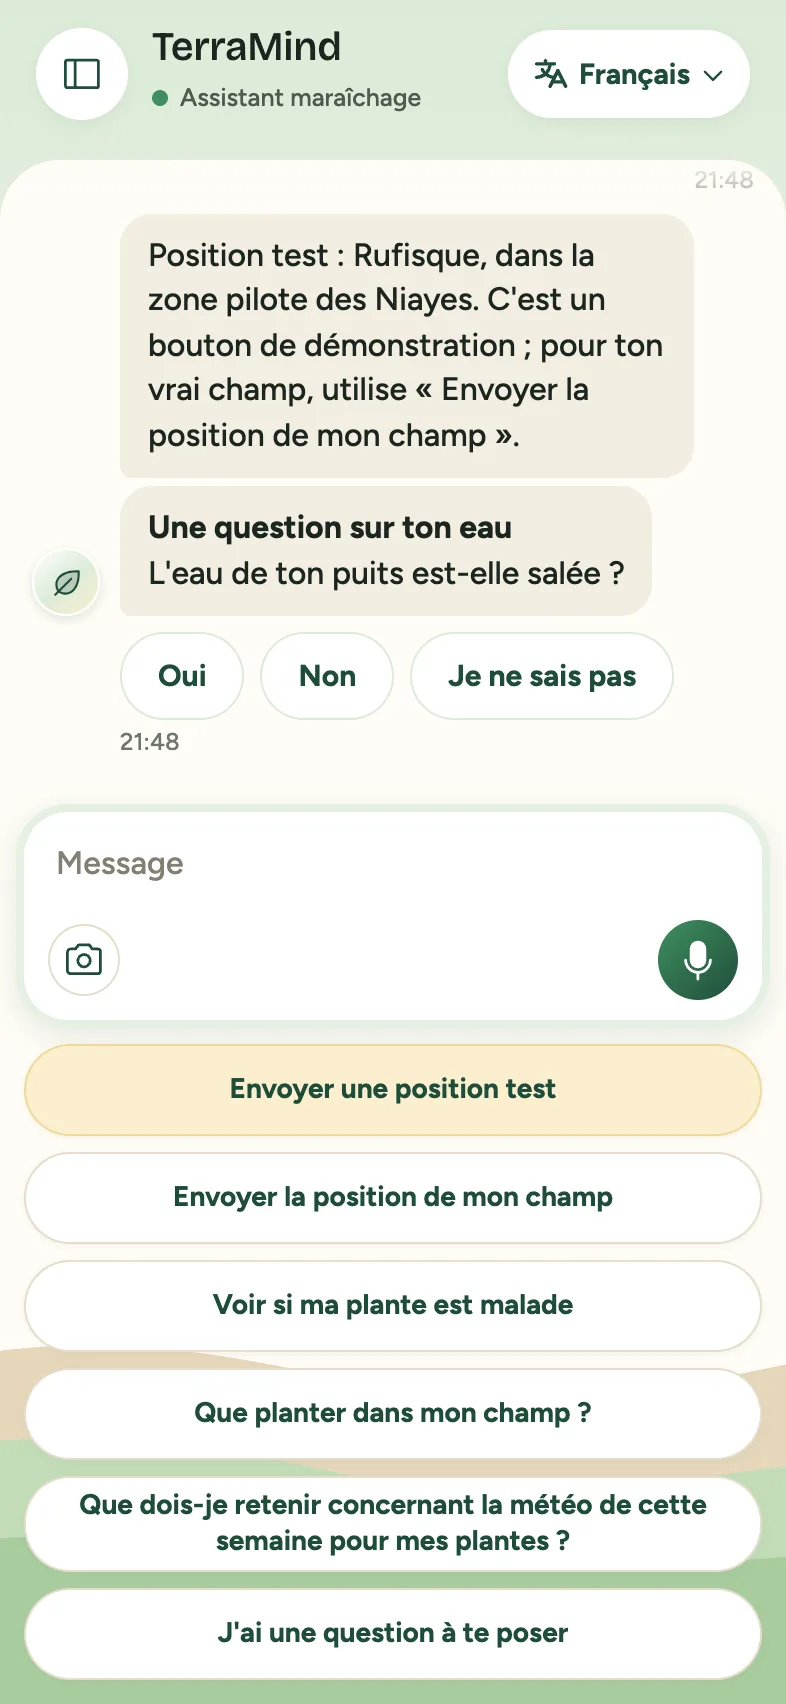 TerraMind
Assistant maraîchage
Français
21:48
Position test : Rufisque, dans la
zone pilote des Niayes. C'est un
bouton de démonstration ; pour ton
vrai champ, utilise « Envoyer la
position de mon champ ».
Une question sur ton eau
L'eau de ton puits est-elle salée ?
Oui
Non
Je ne sais pas
21:48
Message
Envoyer une position test
Envoyer la position de mon champ
Voir si ma plante est malade
Que planter dans mon champ ?
Que dois-je retenir concernant la météo de cette
semaine pour mes plantes ?
J'ai une question à te poser